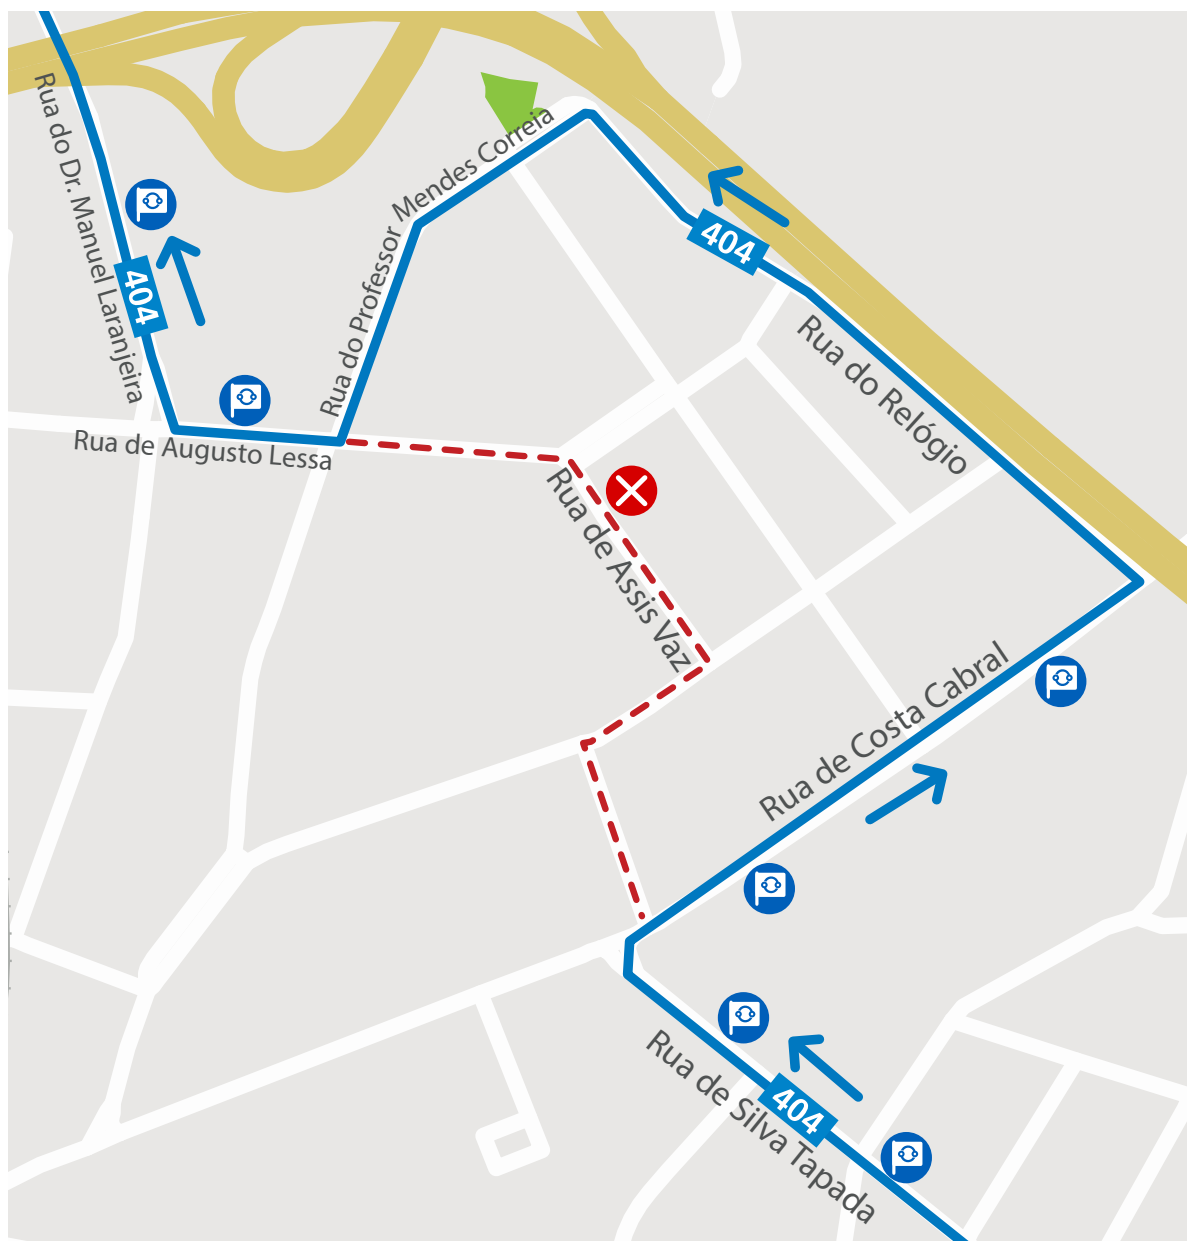 Rua do Dr. Manuel Laranjeira
Rua do Professor Mendes Correia
404
404
Rua do Relógio
Rua de Augusto Lessa
Rua de Assis Vaz
Rua de Costa Cabral
Rua de Silva Tapada
404